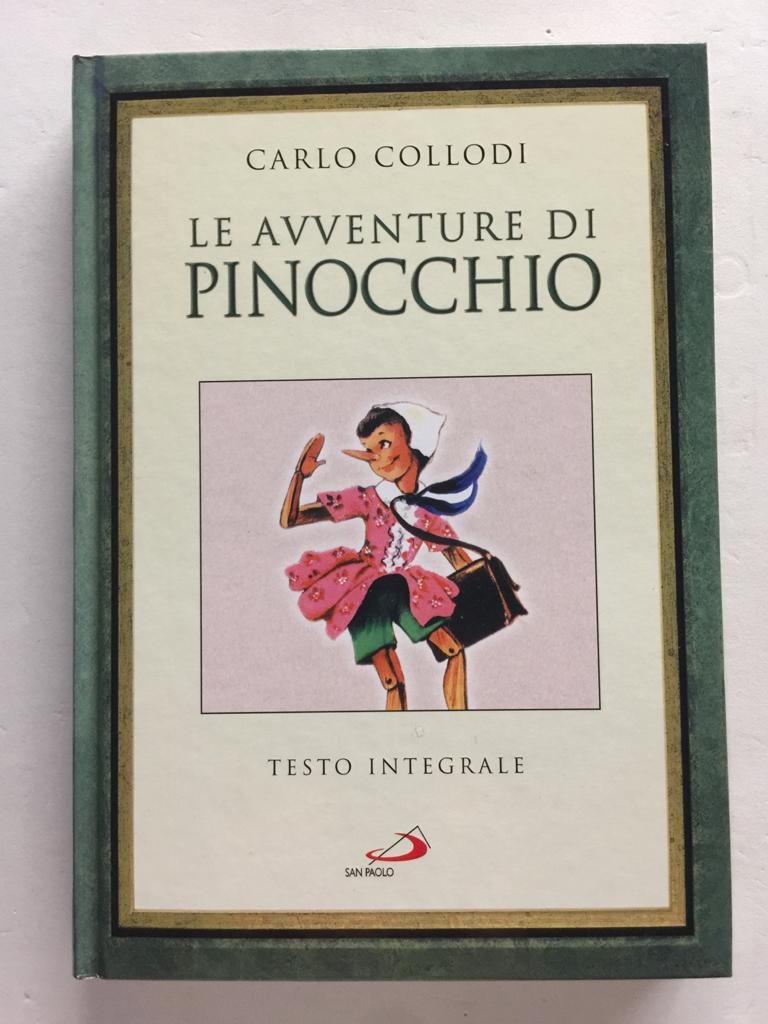 CARLO COLLODI
LE AVVENTURE DI
PINOCCHIO
TESTO INTEGRALE
SAN PAOLO